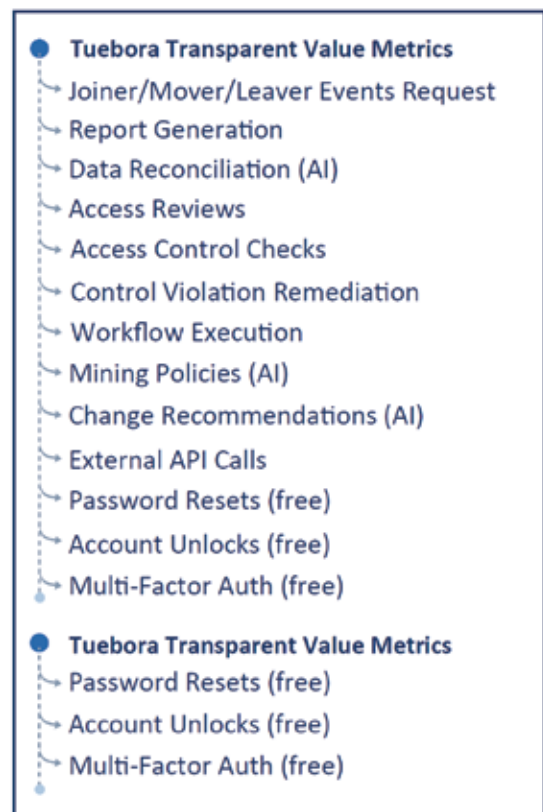 Tuebora Transparent Value Metrics
Joiner/Mover/Leaver Events Request
Report Generation
Data Reconciliation (AI)
Access Reviews
Access Control Checks
Control Violation Remediation
Workflow Execution
Mining Policies (AI)
Change Recommendations (AI)
External API Calls
Password Resets (free)
Account Unlocks (free)
Multi-Factor Auth (free)
Tuebora Transparent Value Metrics
Password Resets (free)
Account Unlocks (free)
Multi-Factor Auth (free)